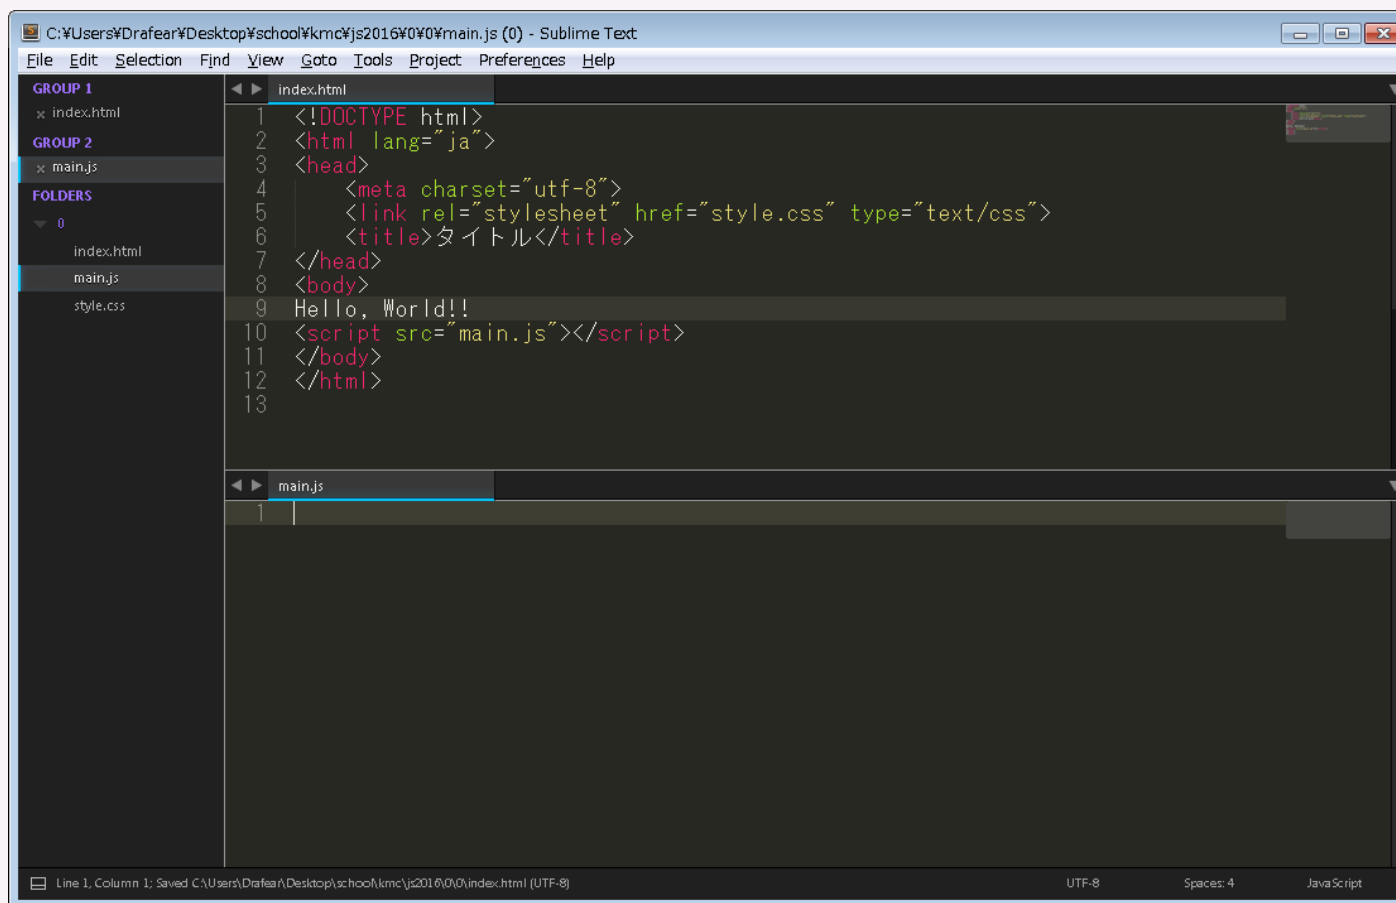 C:¥Users¥Drafear¥Desktop¥school¥kmc¥js2016¥0¥0¥main.js (0) - Sublime Text
File Edit Selection Find View Goto Tools Project Preferences Help
GROUP 1
index.html
GROUP 2
main.js
FOLDERS
0
index.html
main.js
style.css
index.html
1 <!DOCTYPE html>
2 <html lang="ja">
3 <head>
4 <meta charset="utf-8">
5 <link rel="stylesheet" href="style.css" type="text/css">
6 <title>タイトル</title>
7 </head>
8 <body>
9 Hello, World!!
10 <script src="main.js"></script>
11 </body>
12 </html>
13
main.js
1
Line 1, Column 1; Saved C:\Users\Drafear\Desktop\school\kmc\js2016\0\0\index.html (UTF-8)
UTF-8
Spaces: 4
JavaScript